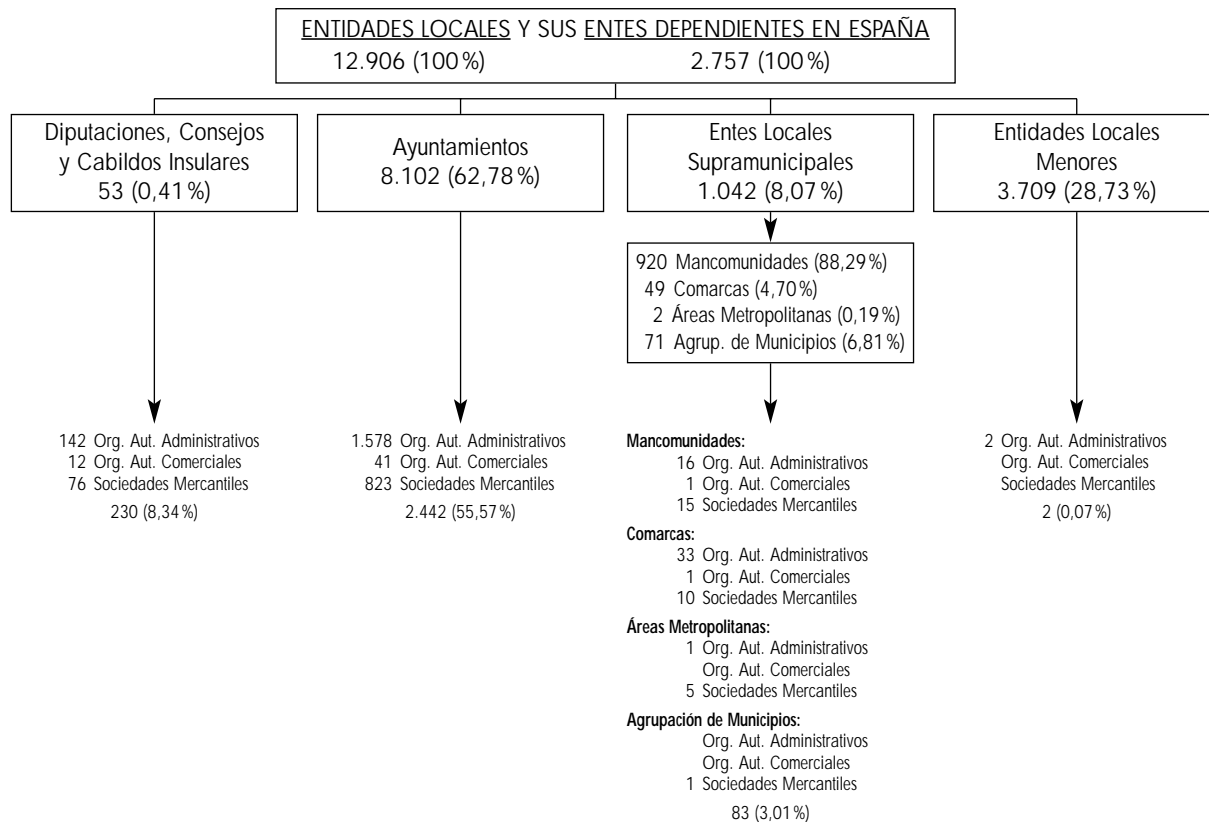 ENTIDADES LOCALES Y SUS ENTES DEPENDIENTES EN ESPAÑA
12.906 (100%) 2.757 (100%)
Diputaciones, Consejos
y Cabildos Insulares
53 (0,41%)
Ayuntamientos
8.102 (62,78%)
Entes Locales
Supramunicipales
1.042 (8,07%)
Entidades Locales
Menores
3.709 (28,73%)
920 Mancomunidades (88,29%)
49 Comarcas (4,70%)
2 Áreas Metropolitanas (0,19%)
71 Agrup. de Municipios (6,81%)
142 Org. Aut. Administrativos
12 Org. Aut. Comerciales
76 Sociedades Mercantiles
230 (8,34%)
1.578 Org. Aut. Administrativos
41 Org. Aut. Comerciales
823 Sociedades Mercantiles
2.442 (55,57%)
Mancomunidades:
16 Org. Aut. Administrativos
1 Org. Aut. Comerciales
15 Sociedades Mercantiles
Comarcas:
33 Org. Aut. Administrativos
1 Org. Aut. Comerciales
10 Sociedades Mercantiles
Áreas Metropolitanas:
1 Org. Aut. Administrativos
Org. Aut. Comerciales
5 Sociedades Mercantiles
Agrupación de Municipios:
Org. Aut. Administrativos
Org. Aut. Comerciales
1 Sociedades Mercantiles
83 (3,01%)
2 Org. Aut. Administrativos
Org. Aut. Comerciales
Sociedades Mercantiles
2 (0,07%)